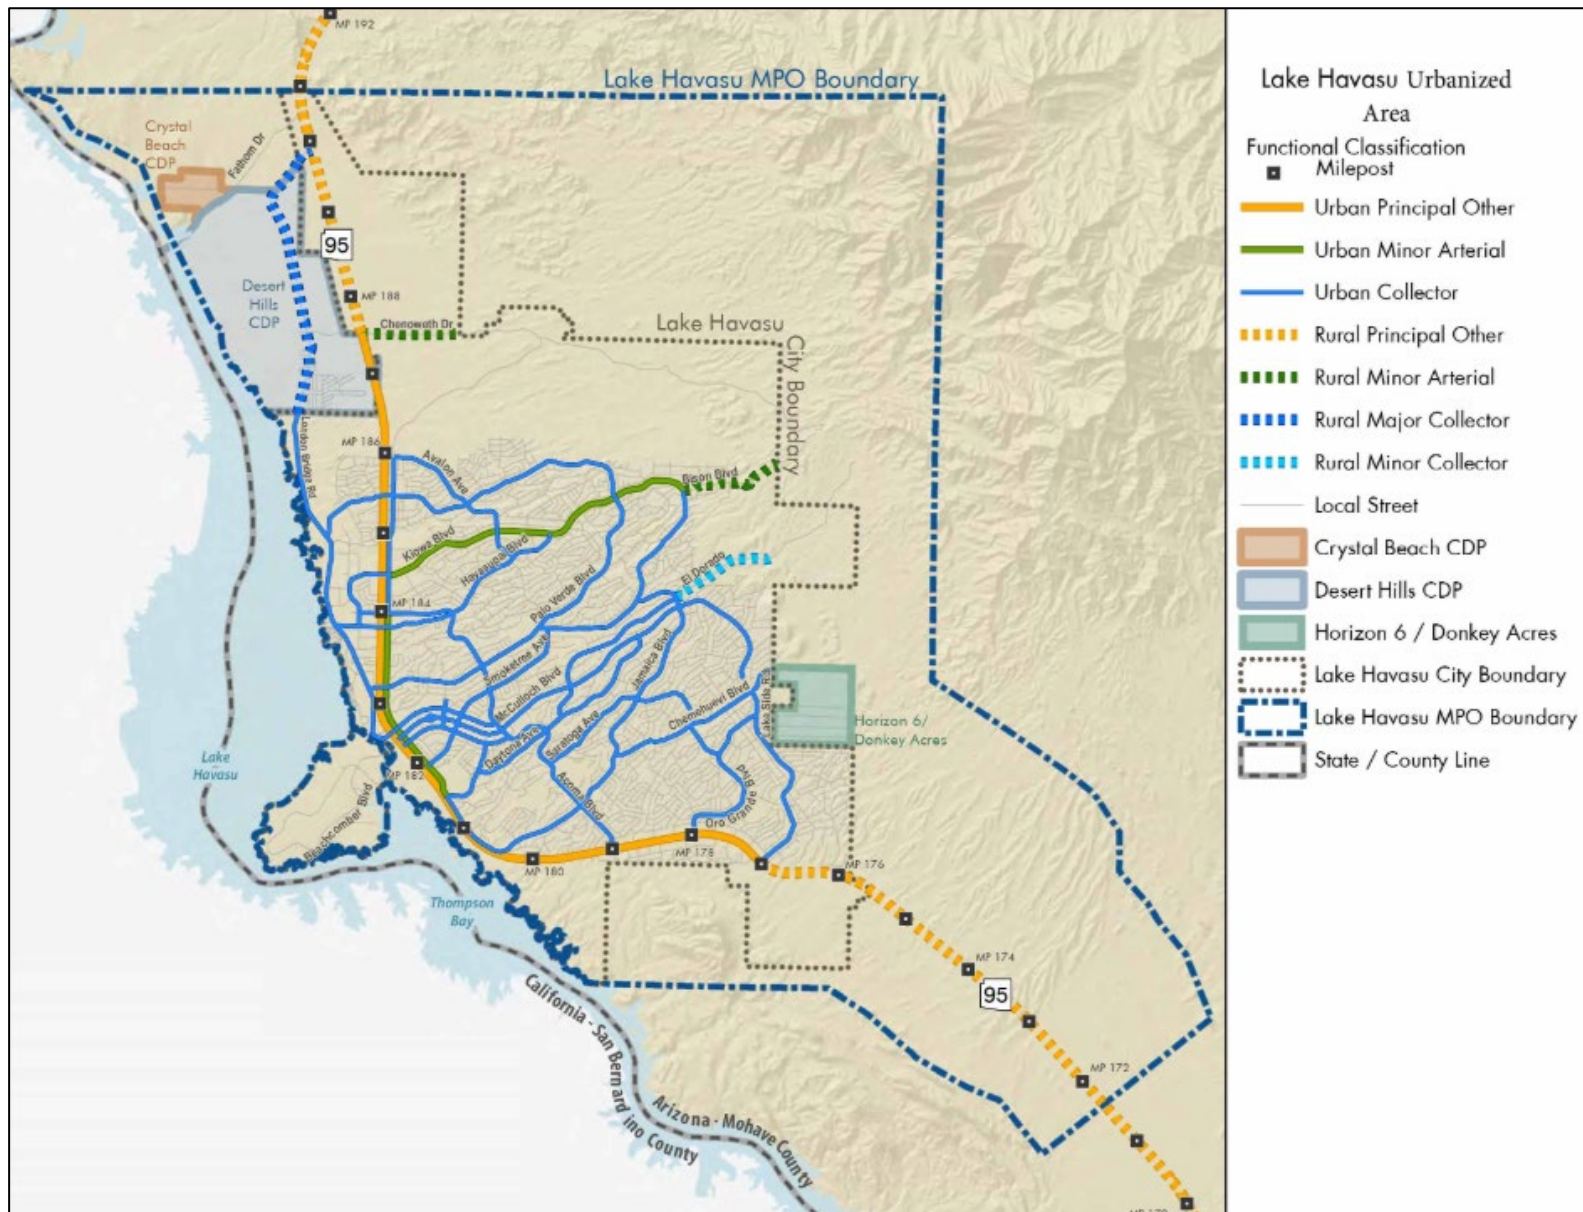 MP 192
Lake Havasu MPO Boundary
Crystal
Beach
CDP
Fathom Dr
95
Desert
Hills
CDP
MP 188
Chenoweth Dr
Lake Havasu
City Boundary
MP 186
London Bridge Rd
Avalon Ave
Bison Blvd
Kiowa Blvd
Havasupai Blvd
Palo Verde Blvd
El Dorado
MP 184
Smoketree Ave
Jamaica Blvd
McCulloch Blvd
Chemehuevi Blvd
Lake Side Rd
Horizon 6/
Donkey Acres
Daytona Ave
Saratoga Ave
Lake
Havasu
MP 182
Acoma Blvd
Oro Grande Blvd
Beachcomber Blvd
MP 180
MP 178
MP 176
Thompson
Bay
MP 174
95
MP 172
California - San Bernardino County
Arizona - Mohave County
Lake Havasu Urbanized
Area
Functional Classification
Milepost
Urban Principal Other
Urban Minor Arterial
Urban Collector
Rural Principal Other
Rural Minor Arterial
Rural Major Collector
Rural Minor Collector
Local Street
Crystal Beach CDP
Desert Hills CDP
Horizon 6 / Donkey Acres
Lake Havasu City Boundary
Lake Havasu MPO Boundary
State / County Line